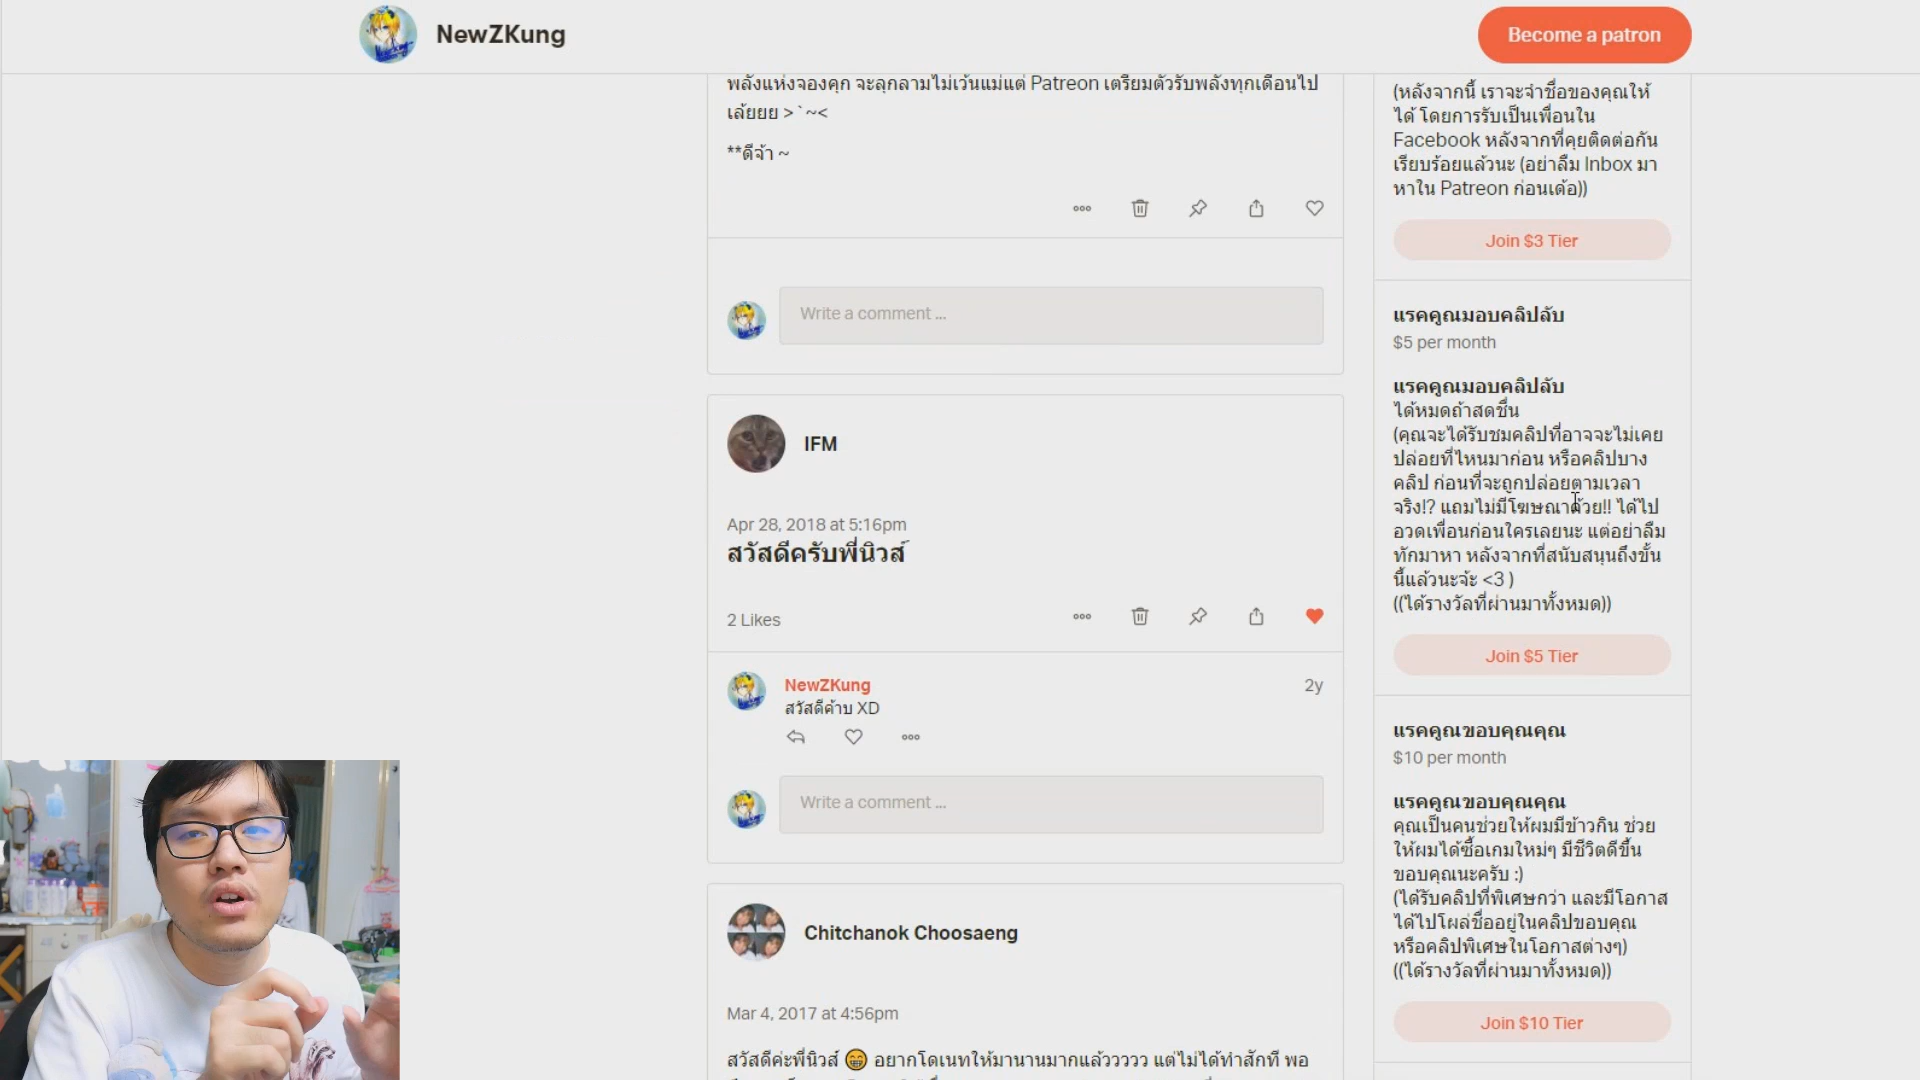 NewZKung
Become a patron
พลังแห่งจองคุก จะลุกลามไม่เว้นแม่แต่ Patreon เตรียมตัวรับพลังทุกเดือนไป
เล้ยยย > ` ~<
**ดีจ้า ~
Write a comment ...
IFM
Apr 28, 2018 at 5:16pm
สวัสดีครับพี่นิวส์
2 Likes
NewZKung
2y
สวัสดีค้าบ XD
Write a comment ...
Chitchanok Choosaeng
Mar 4, 2017 at 4:56pm
สวัสดีค่ะพี่นิวส์ 😁 อยากโดเนทให้มานานมากแล้ววววว แต่ไม่ได้ทำสักที พอ
(หลังจากนี้ เราจะจำชื่อของคุณให้
ได้ โดยการรับเป็นเพื่อนใน
Facebook หลังจากที่คุยติดต่อกัน
เรียบร้อยแล้วนะ (อย่าลืม Inbox มา
หาใน Patreon ก่อนเด้อ))
Join $3 Tier
แรคคูณมอบคลิปลับ
$5 per month
แรคคูณมอบคลิปลับ
ได้หมดถ้าสดชื่น
(คุณจะได้รับชมคลิปที่อาจจะไม่เคย
ปล่อยที่ไหนมาก่อน หรือคลิปบาง
คลิป ก่อนที่จะถูกปล่อยตามเวลา
จริง!? แถมไม่มีโฆษณาด้วย!! ได้ไป
อวดเพื่อนก่อนใครเลยนะ แต่อย่าลืม
ทักมาหา หลังจากที่สนับสนุนถึงขั้น
นี้แล้วนะจ้ะ <3 )
((ได้รางวัลที่ผ่านมาทั้งหมด))
Join $5 Tier
แรคคูณขอบคุณคุณ
$10 per month
แรคคูณขอบคุณคุณ
คุณเป็นคนช่วยให้ผมมีข้าวกิน ช่วย
ให้ผมได้ซื้อเกมใหม่ๆ มีชีวิตดีขึ้น
ขอบคุณนะครับ :)
(ได้รับคลิปที่พิเศษกว่า และมีโอกาส
ได้ไปโผล่ชื่ออยู่ในคลิปขอบคุณ
หรือคลิปพิเศษในโอกาสต่างๆ)
((ได้รางวัลที่ผ่านมาทั้งหมด))
Join $10 Tier